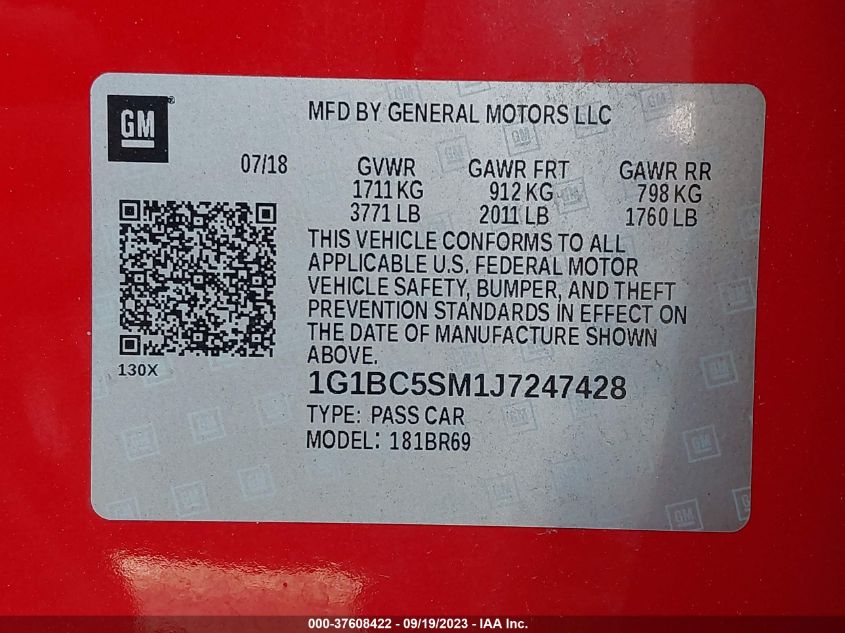 GM
®
MFD BY GENERAL MOTORS LLC
07/18 GVWR GAWR FRT GAWR RR
1711 KG 912 KG 798 KG
3771 LB 2011 LB 1760 LB
THIS VEHICLE CONFORMS TO ALL
APPLICABLE U.S. FEDERAL MOTOR
VEHICLE SAFETY, BUMPER, AND THEFT
PREVENTION STANDARDS IN EFFECT ON
THE DATE OF MANUFACTURE SHOWN
ABOVE.
130X
1G1BC5SM1J7247428
TYPE: PASS CAR
MODEL: 181BR69
GM
000-37608422 - 09/19/2023 - IAA Inc.